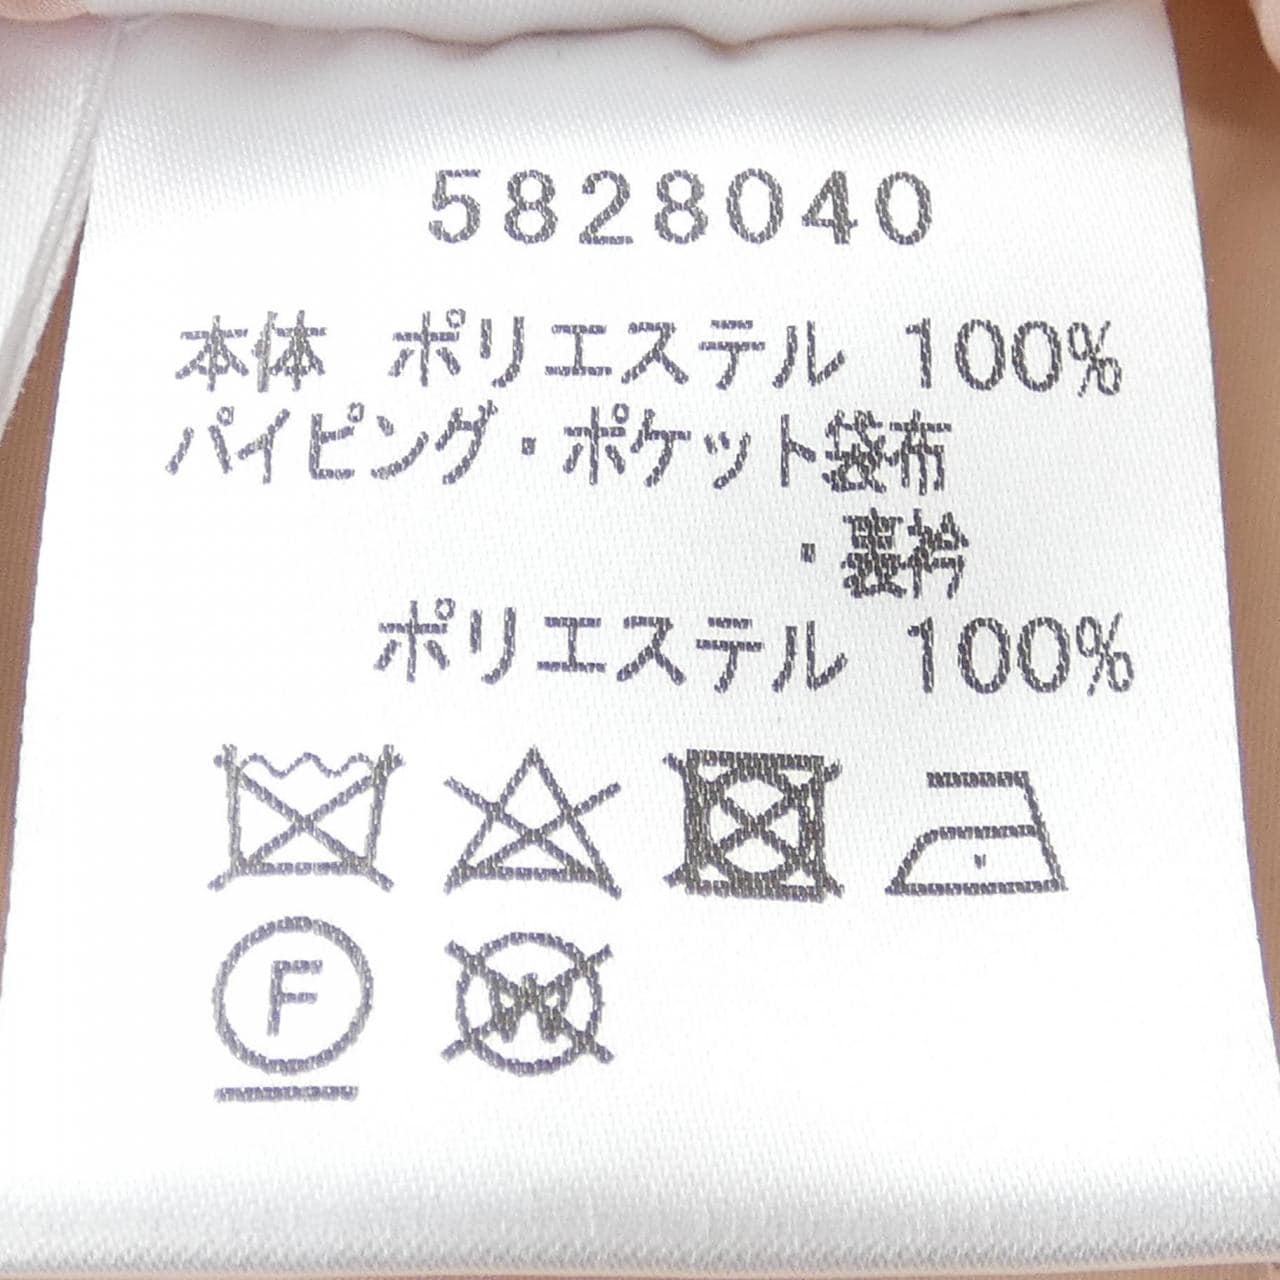 5828040
本体 ポリエステル 100%
パイピング・ポケット袋布
・裏衿
ポリエステル 100%
F
W